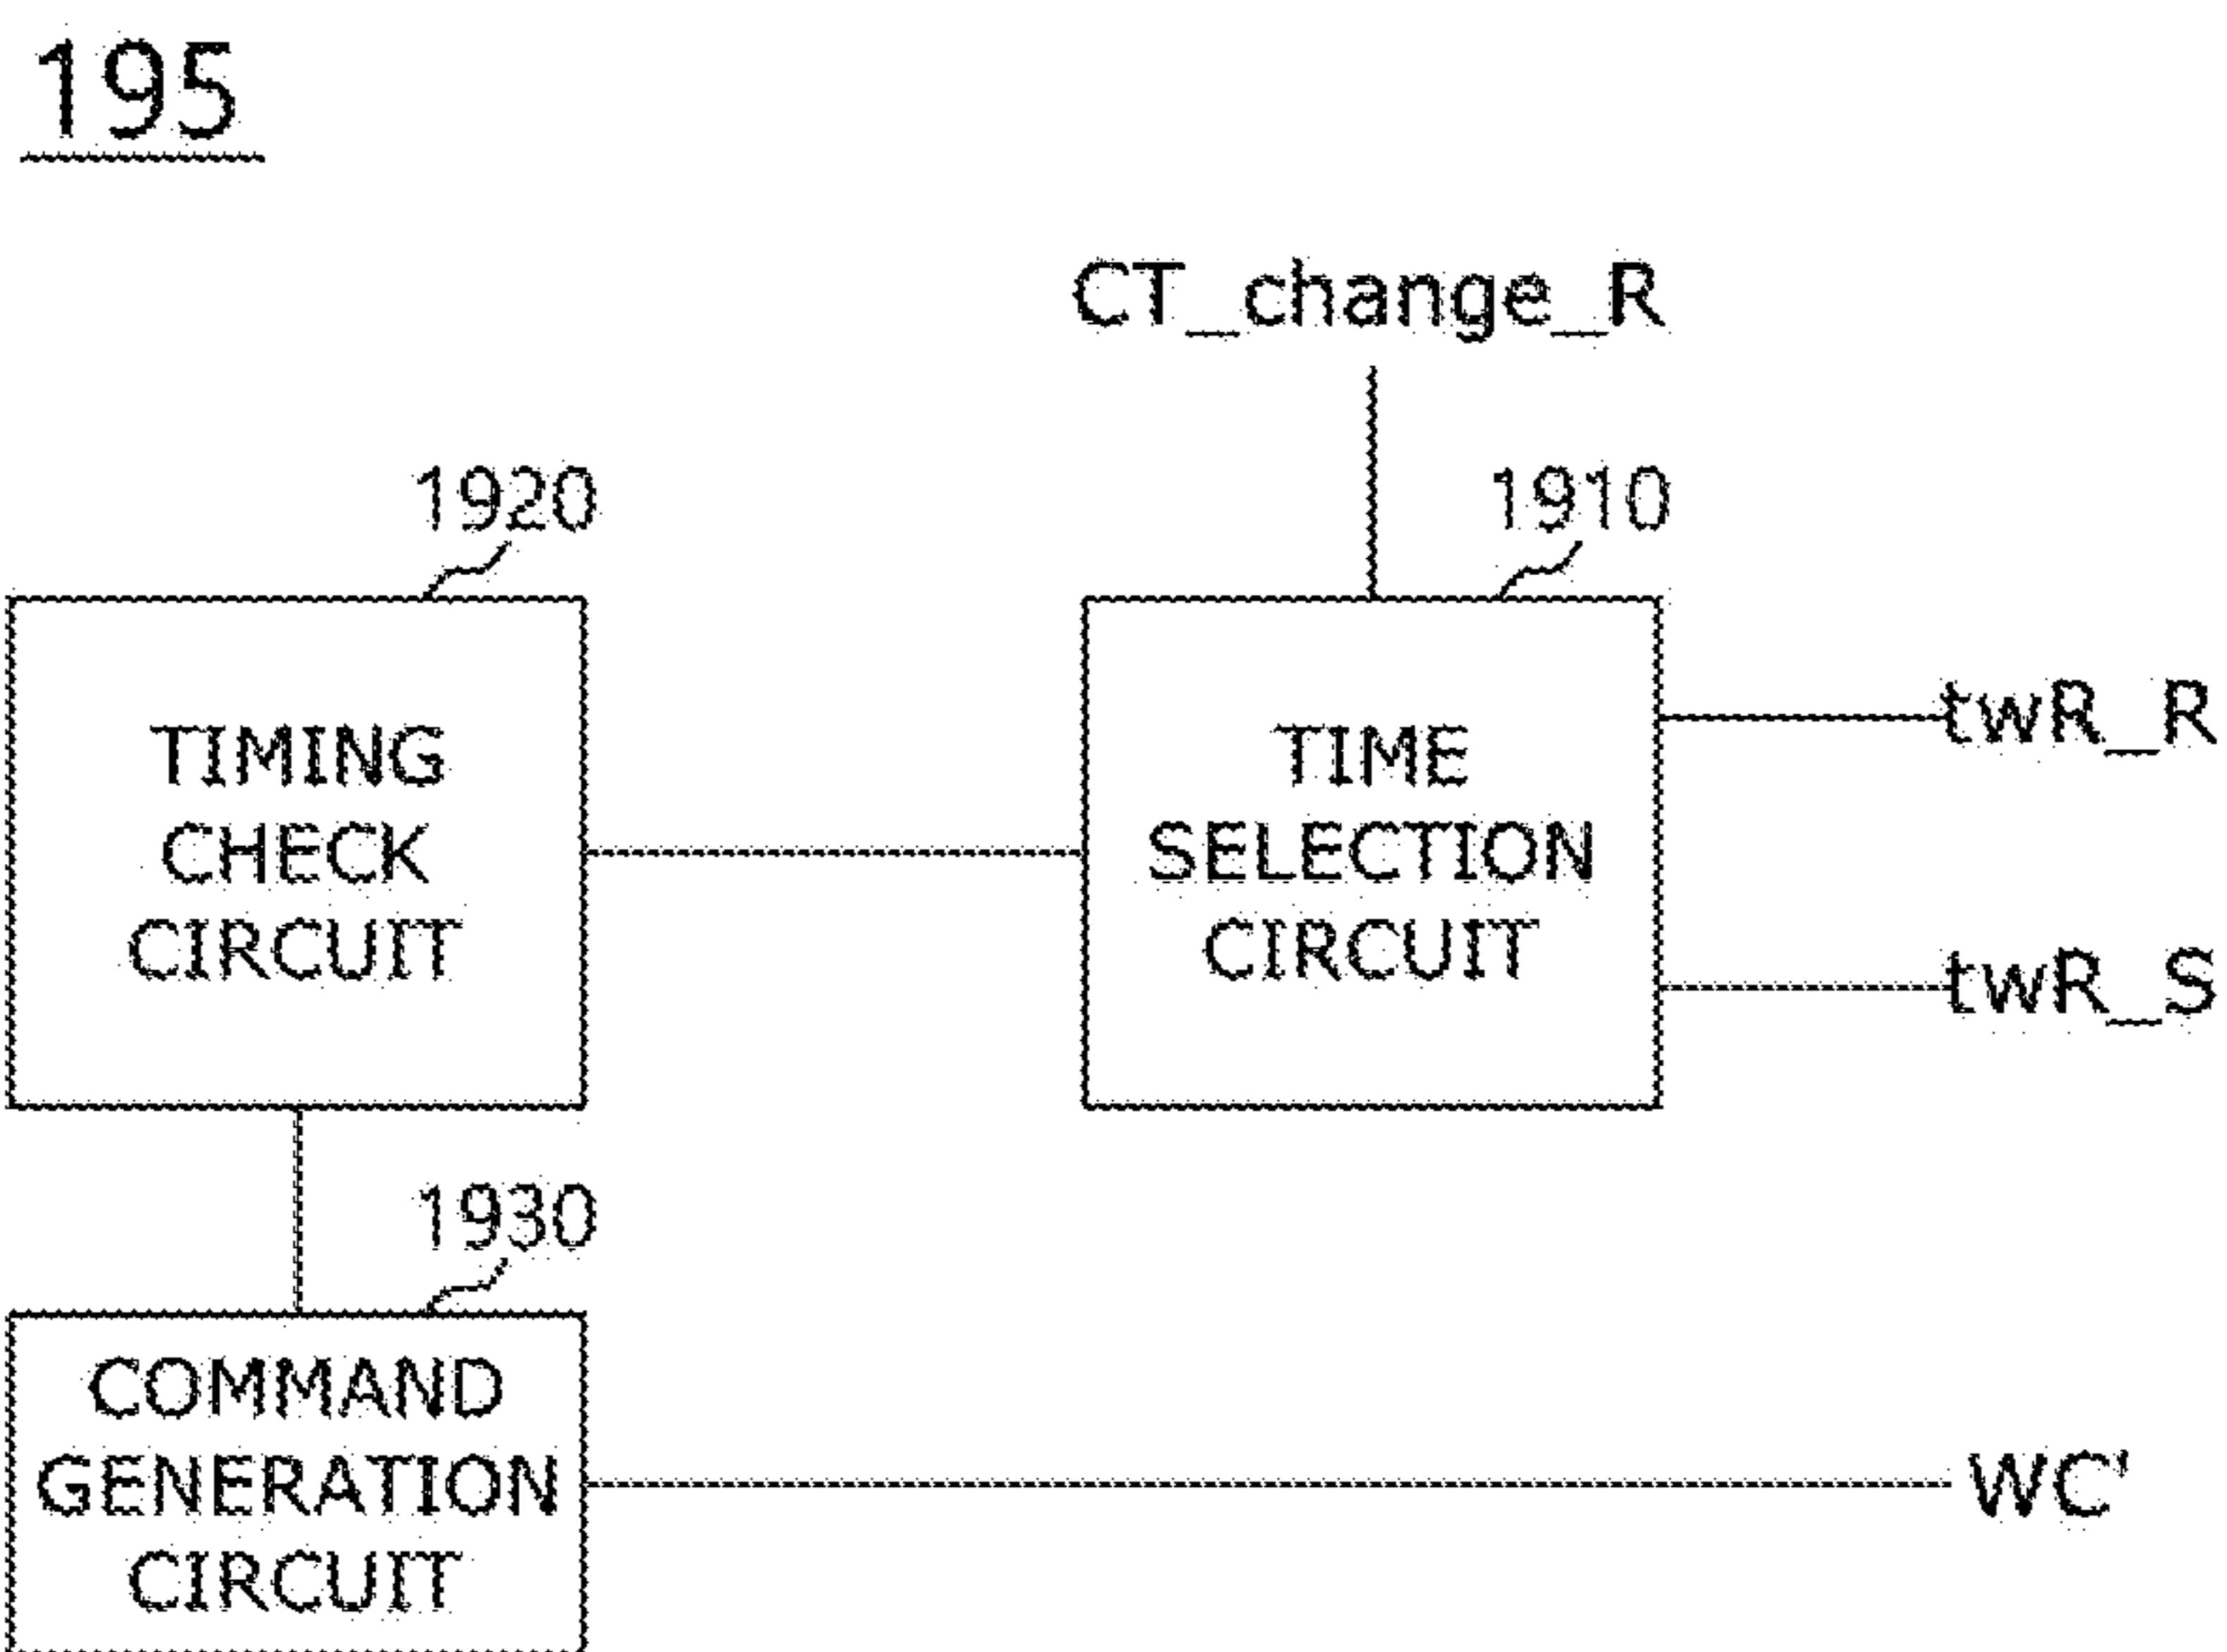 195
CT_change_R
1920
1910
TIMING
CHECK
CIRCUIT
TIME
SELECTION
CIRCUIT
twR_R
twR_S
1930
COMMAND
GENERATION
CIRCUIT
WC'